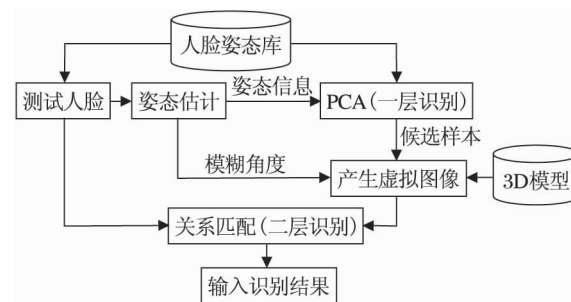 人脸姿态库
测试人脸
姿态估计
姿态信息
PCA(一层识别)
候选样本
模糊角度
产生虚拟图像
3D模型
关系匹配(二层识别)
输入识别结果